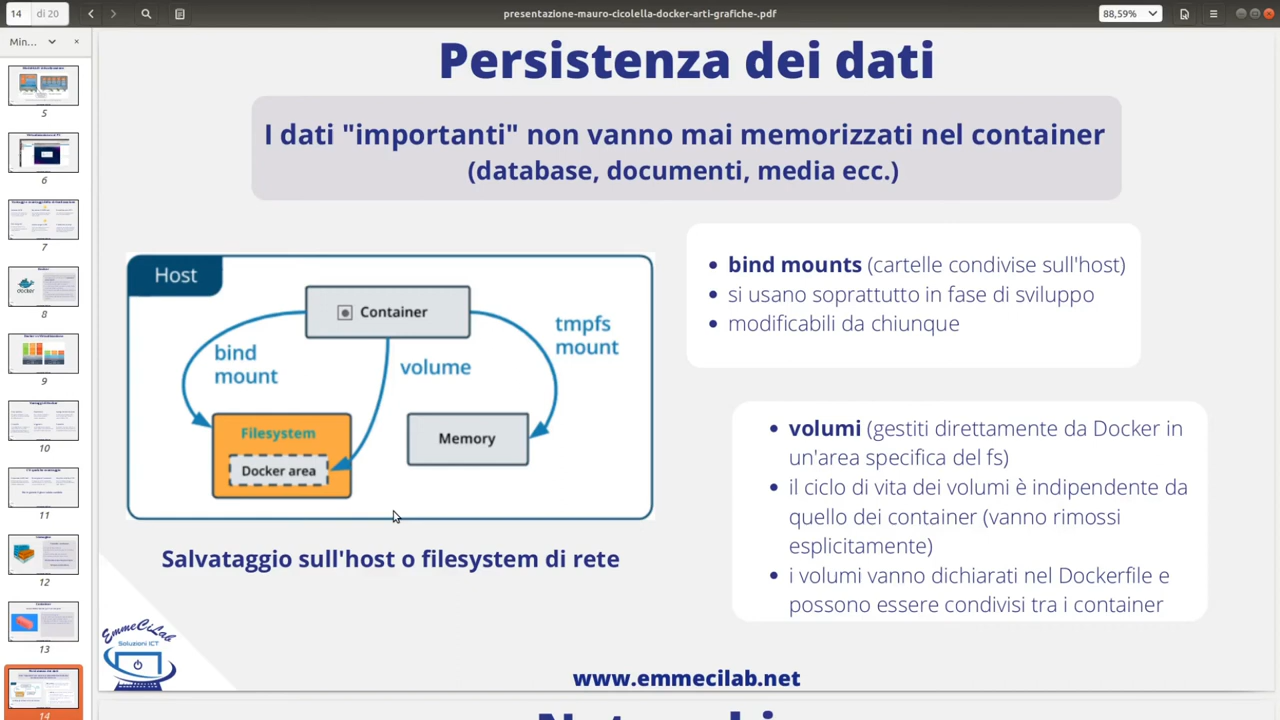 14
di 20
presentazione-mauro-cicolella-docker-arti-grafiche-.pdf
88,59%
Min...
5
6
7
8
9
10
11
12
13
14
Persistenza dei dati
I dati "importanti" non vanno mai memorizzati nel container
(database, documenti, media ecc.)
Host
Container
bind
mount
volume
tmpfs
mount
Filesystem
Docker area
Memory
Salvataggio sull'host o filesystem di rete
bind mounts (cartelle condivise sull'host)
si usano soprattutto in fase di sviluppo
modificabili da chiunque
volumi (gestiti direttamente da Docker in
un'area specifica del fs)
il ciclo di vita dei volumi è indipendente da
quello dei container (vanno rimossi
esplicitamente)
i volumi vanno dichiarati nel Dockerfile e
possono essere condivisi tra i container
EmmeCiLab
Soluzioni ICT
www.emmecilab.net